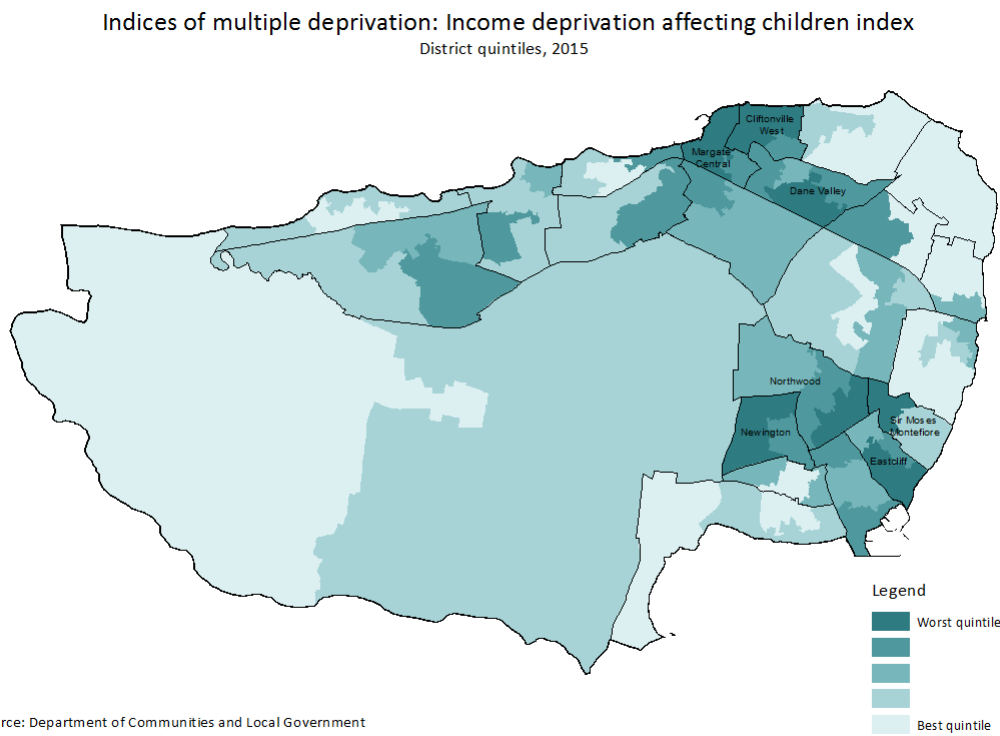 Indices of multiple deprivation: Income deprivation affecting children index
District quintiles, 2015
Cliftonville
West
Margate
Central
Dane Valley
Northwood
Newington
Sir Moses
Montefiore
Eastcliff
Legend
Worst quintile
Best quintile
rce: Department of Communities and Local Government